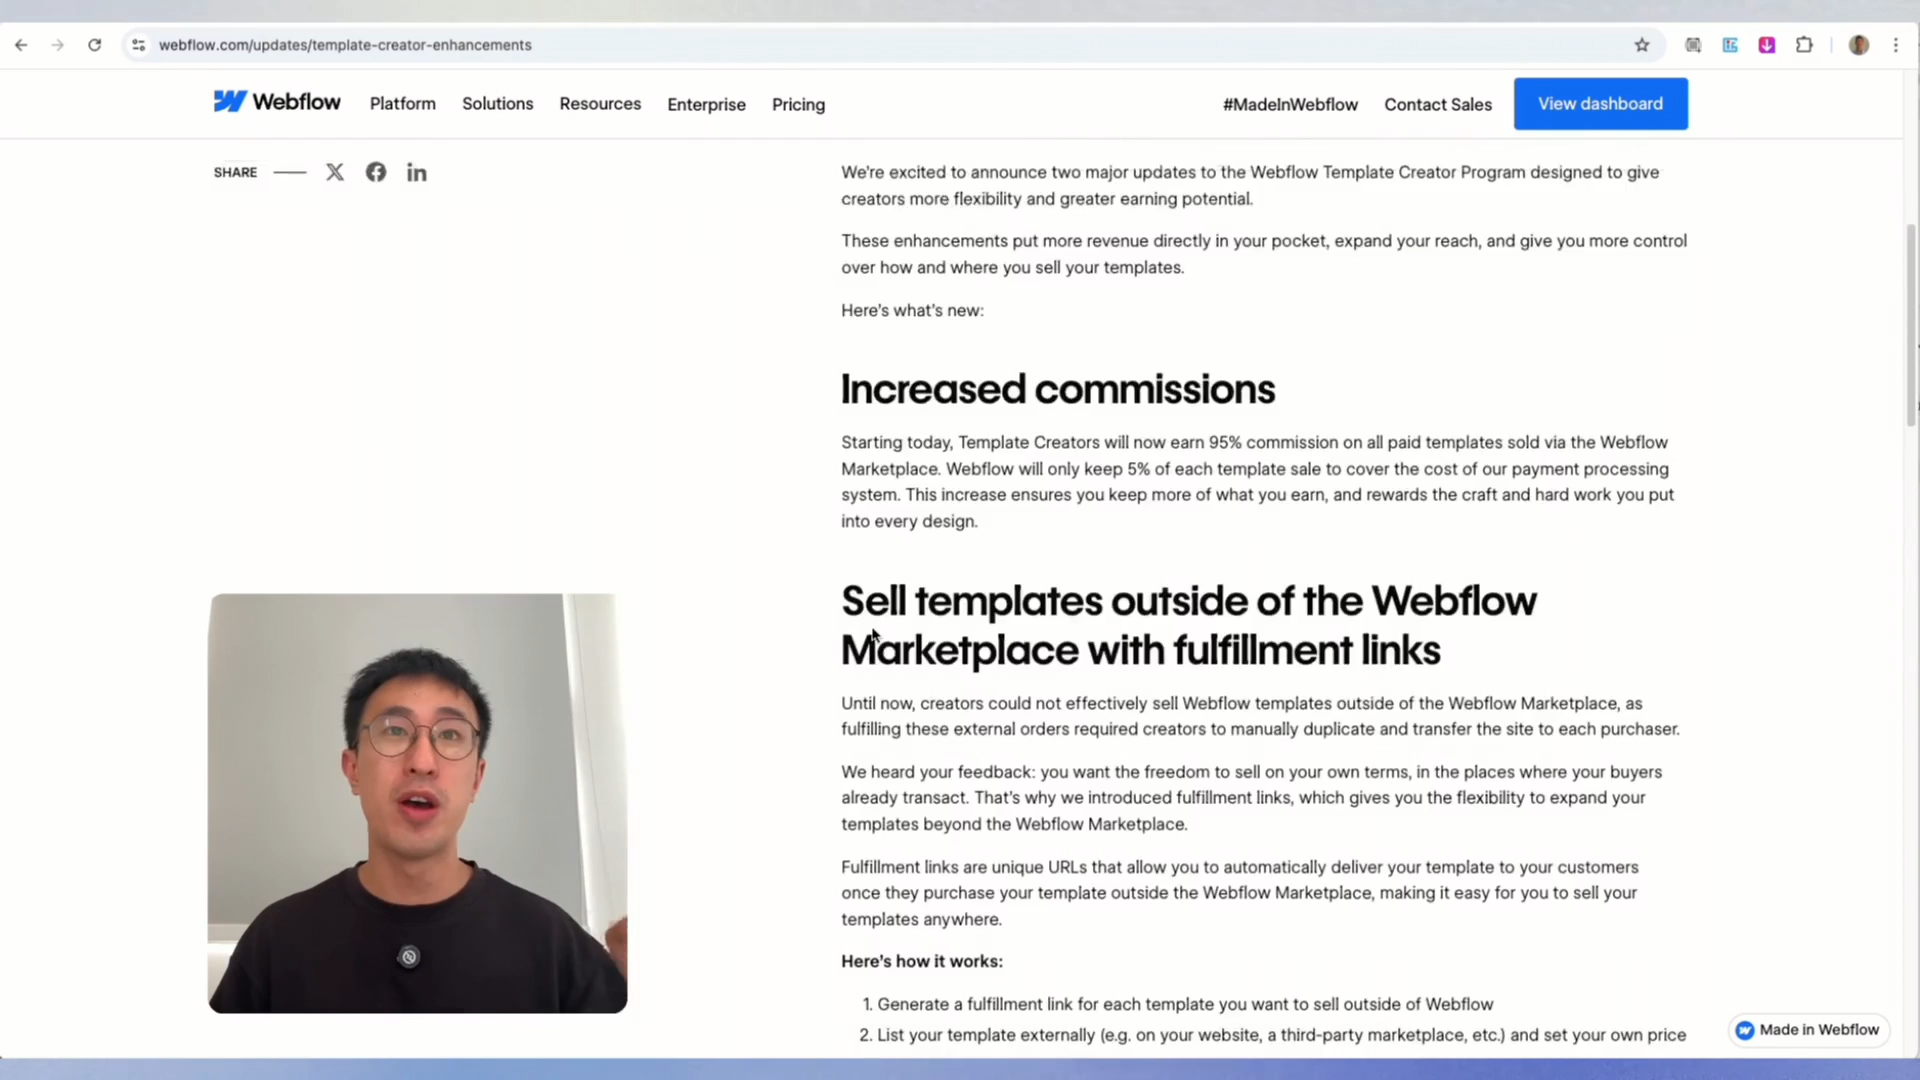 webflow.com/updates/template-creator-enhancements
Webflow Platform Solutions Resources Enterprise Pricing #MadeInWebflow Contact Sales View dashboard
SHARE
We're excited to announce two major updates to the Webflow Template Creator Program designed to give
creators more flexibility and greater earning potential.
These enhancements put more revenue directly in your pocket, expand your reach, and give you more control
over how and where you sell your templates.
Here's what's new:
Increased commissions
Starting today, Template Creators will now earn 95% commission on all paid templates sold via the Webflow
Marketplace. Webflow will only keep 5% of each template sale to cover the cost of our payment processing
system. This increase ensures you keep more of what you earn, and rewards the craft and hard work you put
into every design.
Sell templates outside of the Webflow
Marketplace with fulfillment links
Until now, creators could not effectively sell Webflow templates outside of the Webflow Marketplace, as
fulfilling these external orders required creators to manually duplicate and transfer the site to each purchaser.
We heard your feedback: you want the freedom to sell on your own terms, in the places where your buyers
already transact. That's why we introduced fulfillment links, which gives you the flexibility to expand your
templates beyond the Webflow Marketplace.
Fulfillment links are unique URLs that allow you to automatically deliver your template to your customers
once they purchase your template outside the Webflow Marketplace, making it easy for you to sell your
templates anywhere.
Here's how it works:
1. Generate a fulfillment link for each template you want to sell outside of Webflow
2. List your template externally (e.g. on your website, a third-party marketplace, etc.) and set your own price
Made in Webflow